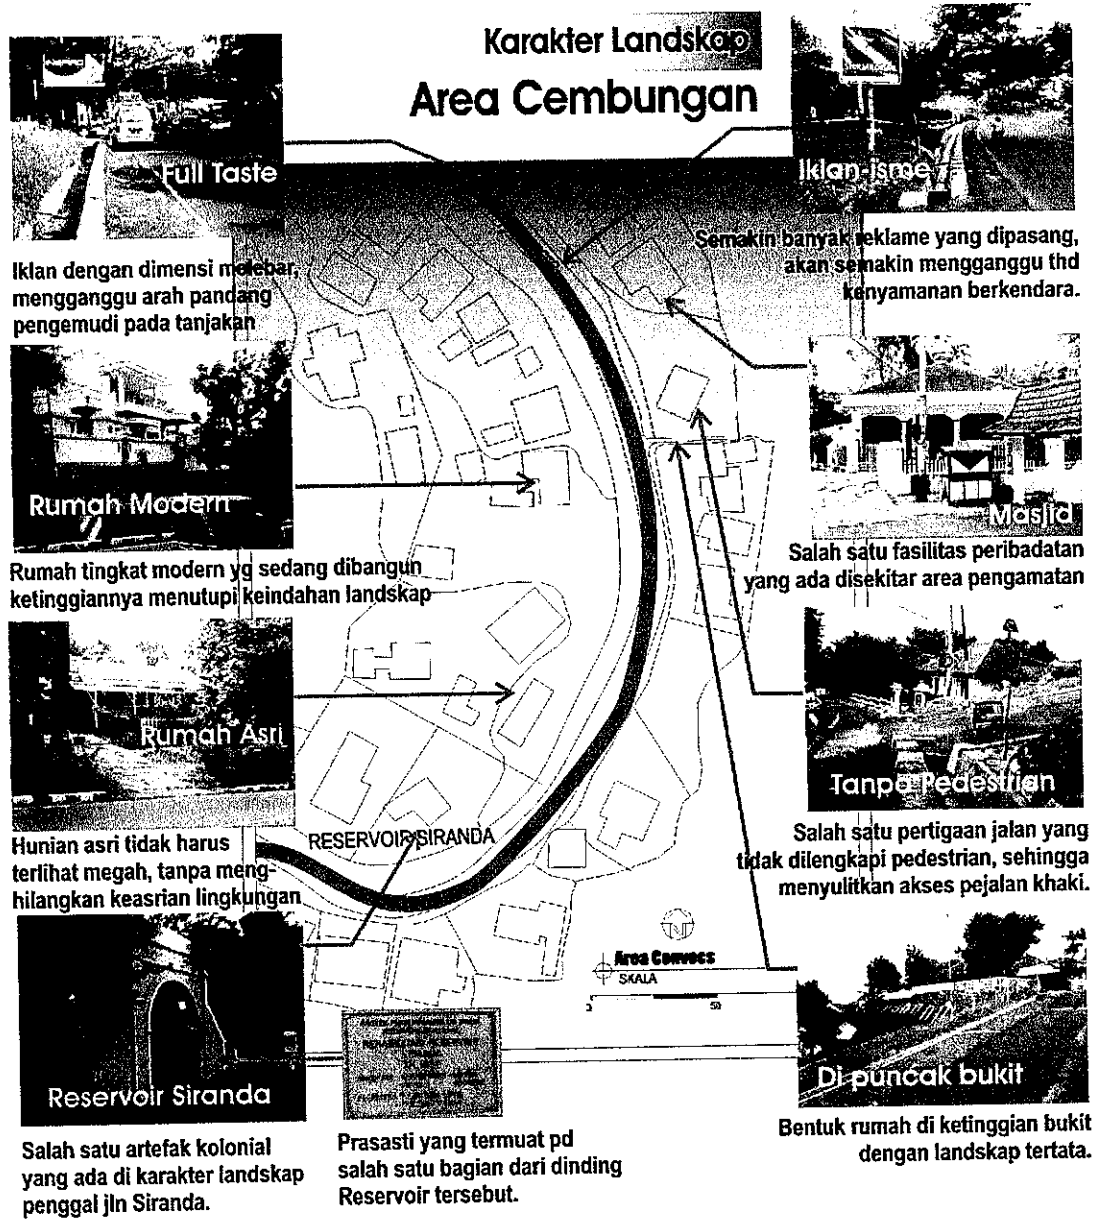 Karakter Landskap
Area Cembungan
Full Taste
Iklan dengan dimensi melebar,
mengganggu arah pandang
pengemudi pada tanjakan
Iklan-isme
Semakin banyak reklame yang dipasang,
akan semakin mengganggu thd
kenyamanan berkendara.
Rumah Modern
Rumah tingkat modern yg sedang dibangun
ketinggiannya menutupi keindahan landskap
Masjid
Salah satu fasilitas peribadatan
yang ada disekitar area pengamatan
Rumah Asri
Hunian asri tidak harus
terlihat megah, tanpa meng-
hilangkan keasrian lingkungan
Tanpa Pedestrian
Salah satu pertigaan jalan yang
tidak dilengkapi pedestrian, sehingga
menyulitkan akses pejalan khaki.
RESERVOIR SIRANDA
Reservoir Siranda
Salah satu artefak kolonial
yang ada di karakter landskap
penggal jln Siranda.
Prasasti yang termuat pd
salah satu bagian dari dinding
Reservoir tersebut.
Area Convecs
SKALA
50
Di puncak bukit
Bentuk rumah di ketinggian bukit
dengan landskap tertata.